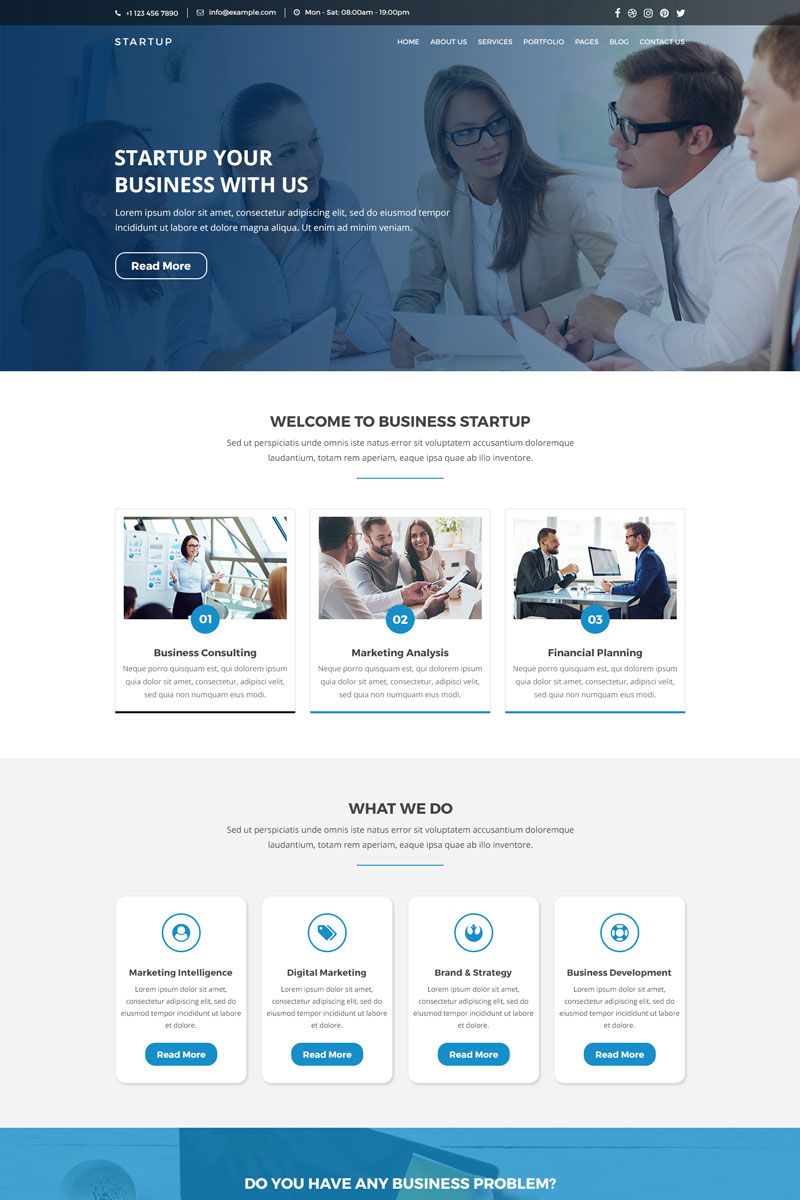 +1 123 456 7890 info@example.com Mon - Sat: 08:00am - 19:00pm
STARTUP HOME ABOUT US SERVICES PORTFOLIO PAGES BLOG CONTACT US
STARTUP YOUR
BUSINESS WITH US
Lorem ipsum dolor sit amet, consectetur adipiscing elit, sed do eiusmod tempor
incididunt ut labore et dolore magna aliqua. Ut enim ad minim veniam.
Read More
WELCOME TO BUSINESS STARTUP
Sed ut perspiciatis unde omnis iste natus error sit voluptatem accusantium doloremque
laudantium, totam rem aperiam, eaque ipsa quae ab illo inventore.
01
Business Consulting
Neque porro quisquam est, qui dolorem ipsum
quia dolor sit amet, consectetur, adipisci velit,
sed quia non numquam eius modi.
02
Marketing Analysis
Neque porro quisquam est, qui dolorem ipsum
quia dolor sit amet, consectetur, adipisci velit,
sed quia non numquam eius modi.
03
Financial Planning
Neque porro quisquam est, qui dolorem ipsum
quia dolor sit amet, consectetur, adipisci velit,
sed quia non numquam eius modi.
WHAT WE DO
Sed ut perspiciatis unde omnis iste natus error sit voluptatem accusantium doloremque
laudantium, totam rem aperiam, eaque ipsa quae ab illo inventore.
Marketing Intelligence
Lorem ipsum dolor sit amet,
consectetur adipiscing elit, sed do
eiusmod tempor incididunt ut labore
et dolore.
Read More
Digital Marketing
Lorem ipsum dolor sit amet,
consectetur adipiscing elit, sed do
eiusmod tempor incididunt ut labore
et dolore.
Read More
Brand & Strategy
Lorem ipsum dolor sit amet,
consectetur adipiscing elit, sed do
eiusmod tempor incididunt ut labore
et dolore.
Read More
Business Development
Lorem ipsum dolor sit amet,
consectetur adipiscing elit, sed do
eiusmod tempor incididunt ut labore
et dolore.
Read More
DO YOU HAVE ANY BUSINESS PROBLEM?